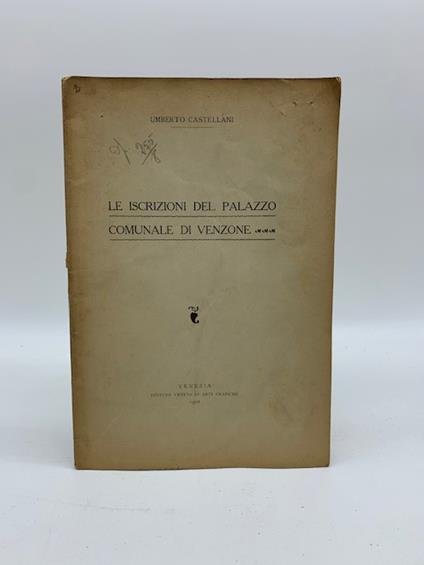 UMBERTO CASTELLANI
LE ISCRIZIONI DEL PALAZZO
COMUNALE DI VENZONE
VENEZIA
ISTITUTO VENETO DI ARTI GRAFICHE